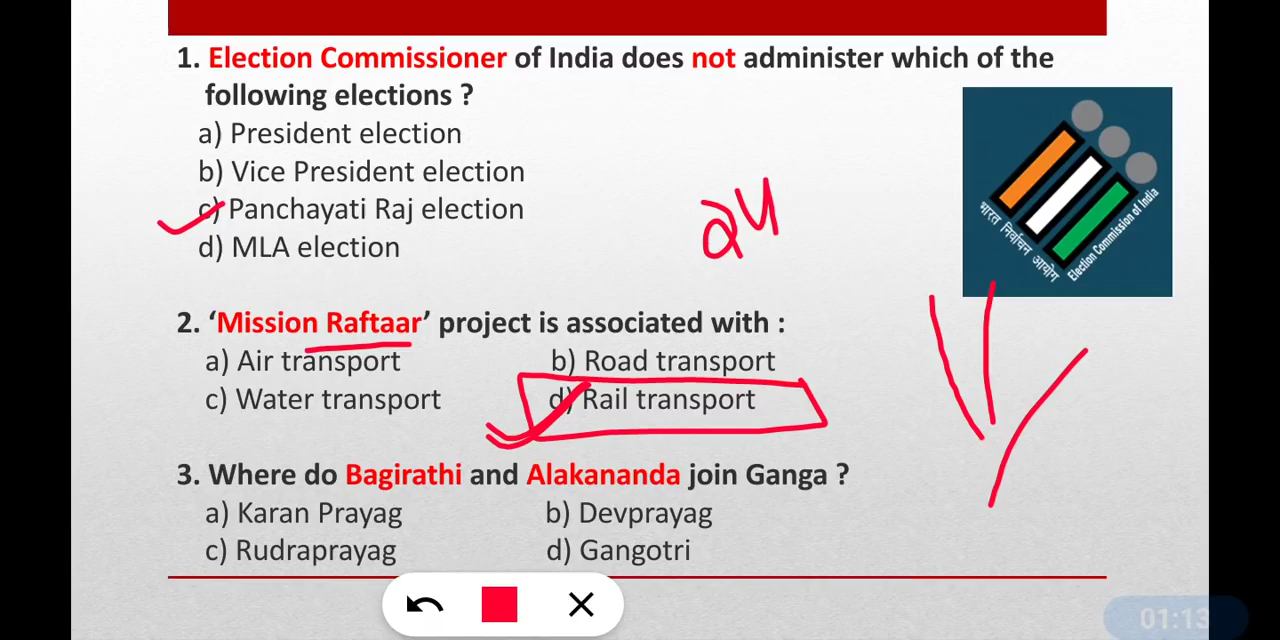 1. Election Commissioner of India does not administer which of the
following elections ?
a) President election
b) Vice President election
c) Panchayati Raj election
d) MLA election
24
भारत निर्वाचन आयोग
Election Commission of India
2. ‘Mission Raftaar’ project is associated with :
a) Air transport b) Road transport
c) Water transport d) Rail transport
3. Where do Bagirathi and Alakananda join Ganga ?
a) Karan Prayag b) Devprayag
c) Rudraprayag d) Gangotri
01:13